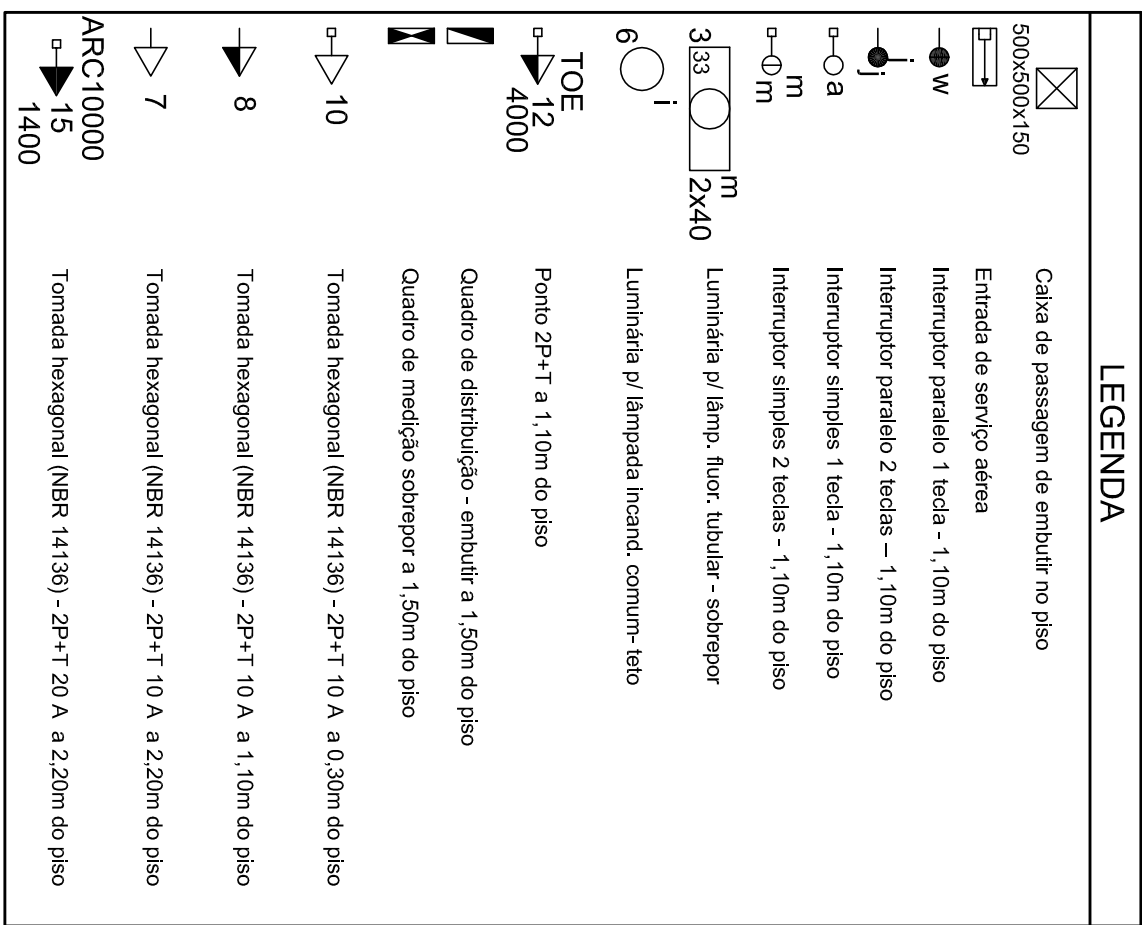 LEGENDA
500x500x150
Caixa de passagem de embutir no piso
Entrada de serviço aérea
w
Interruptor paralelo 1 tecla - 1,10m do piso
i
j
Interruptor paralelo 2 teclas — 1,10m do piso
a
Interruptor simples 1 tecla - 1,10m do piso
m
m
Interruptor simples 2 teclas - 1,10m do piso
m
3 33 2x40
Luminária p/ lâmp. fluor. tubular - sobrepor
i
6
Luminária p/ lâmpada incand. comum- teto
TOE
12
4000
Ponto 2P+T a 1,10m do piso
Quadro de distribuição - embutir a 1,50m do piso
Quadro de medição sobrepor a 1,50m do piso
10
Tomada hexagonal (NBR 14136) - 2P+T 10 A a 0,30m do piso
8
Tomada hexagonal (NBR 14136) - 2P+T 10 A a 1,10m do piso
7
Tomada hexagonal (NBR 14136) - 2P+T 10 A a 2,20m do piso
ARC10000
15
1400
Tomada hexagonal (NBR 14136) - 2P+T 20 A a 2,20m do piso